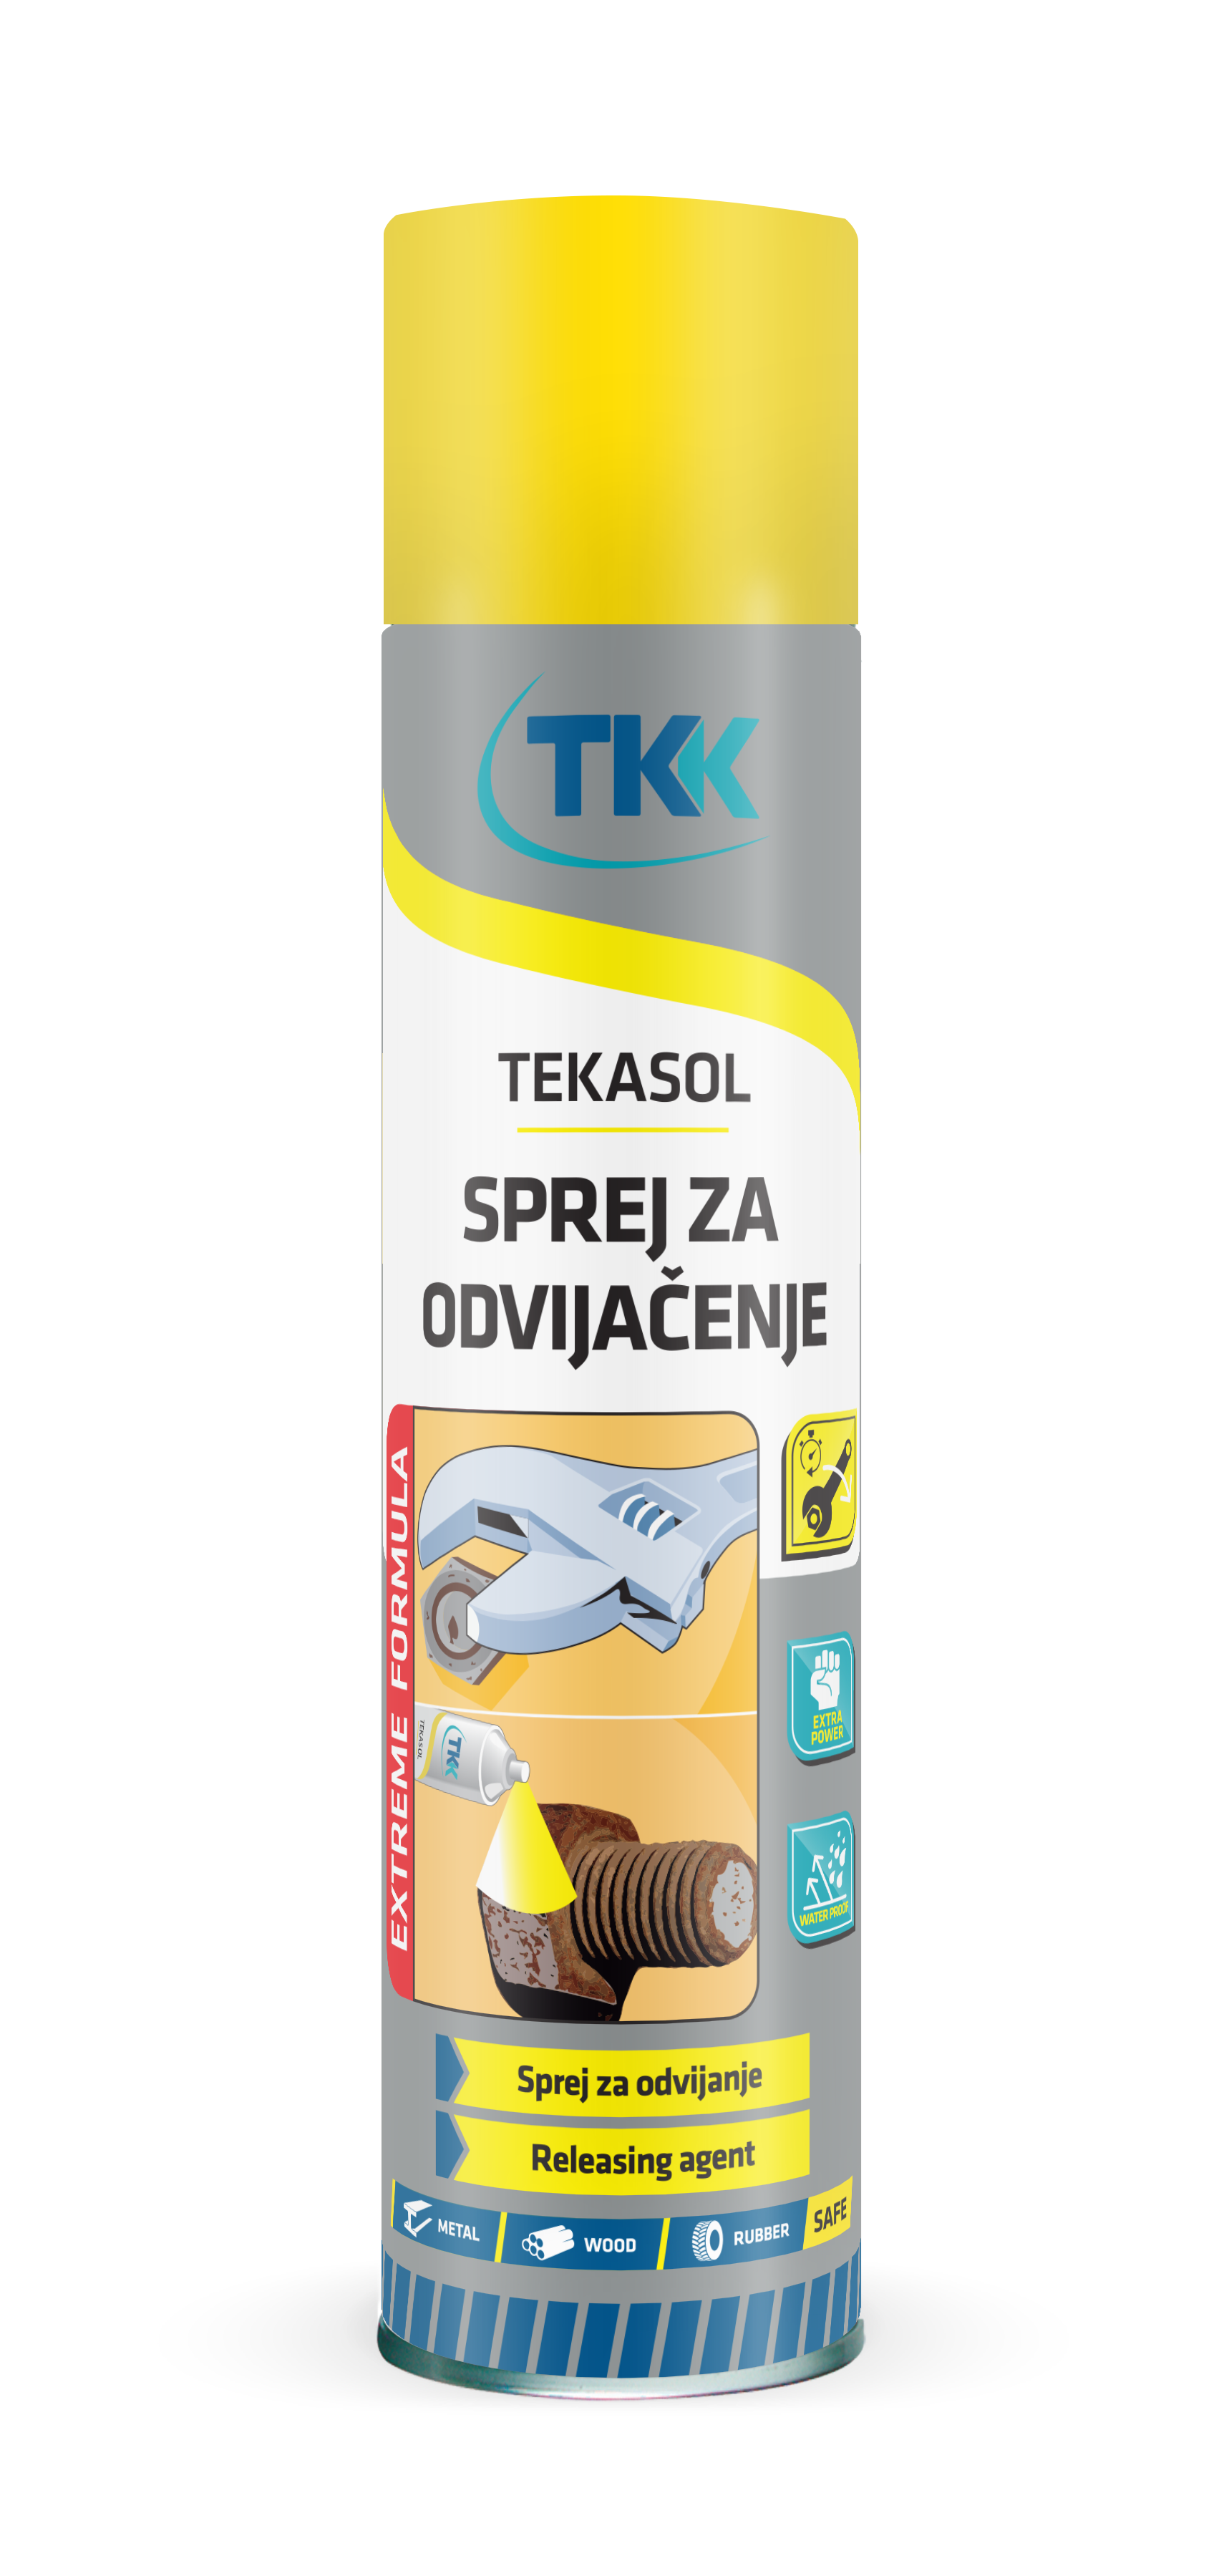 TKK
TEKASOL
SPREJ ZA
ODVIJAČENJE
EXTREME FORMULA
EXTRA
POWER
TEKASOL
TKK
WATER PROOF
Sprej za odvijanje
Releasing agent
METAL
WOOD
RUBBER
SAFE